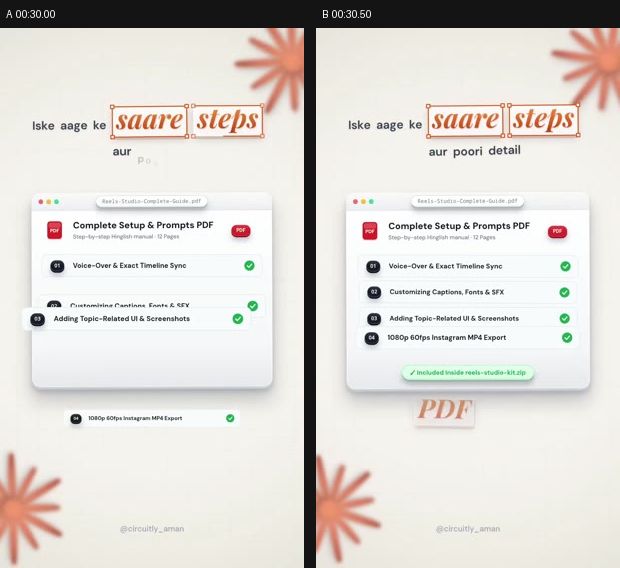 A 00:30.00
Iske aage ke saare steps
aur
Reels-Studio-Complete-Guide.pdf
PDF
Complete Setup & Prompts PDF
Step-by-step Hinglish manual · 12 Pages
PDF
01 Voice-Over & Exact Timeline Sync
02 Customizing Captions, Fonts & SFX
03 Adding Topic-Related UI & Screenshots
04 1080p 60fps Instagram MP4 Export
@circuitly_aman
B 00:30.50
Iske aage ke saare steps
aur poori detail
Reels-Studio-Complete-Guide.pdf
PDF
Complete Setup & Prompts PDF
Step-by-step Hinglish manual · 12 Pages
PDF
01 Voice-Over & Exact Timeline Sync
02 Customizing Captions, Fonts & SFX
03 Adding Topic-Related UI & Screenshots
04 1080p 60fps Instagram MP4 Export
✓ Included Inside reels-studio-kit.zip
PDF
@circuitly_aman